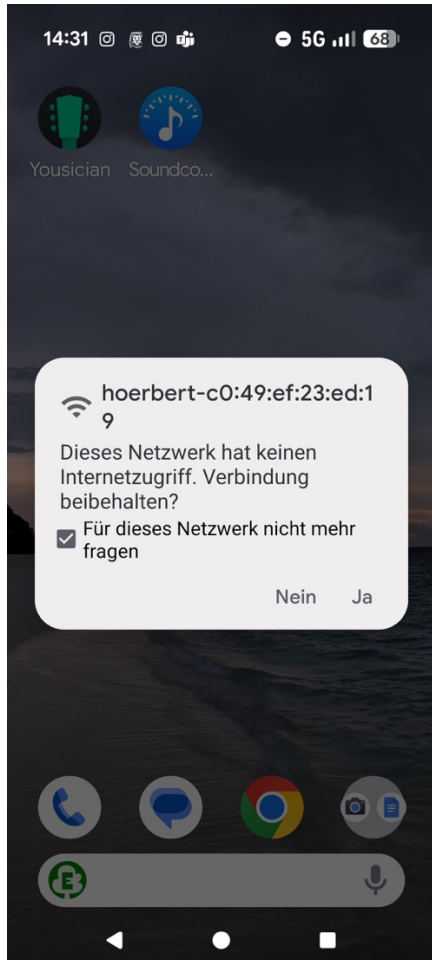 14:31
5G
68
Yousician
Soundco...
hoerbert-c0:49:ef:23:ed:1
9
Dieses Netzwerk hat keinen
Internetzugriff. Verbindung
beibehalten?
Für dieses Netzwerk nicht mehr
fragen
Nein
Ja